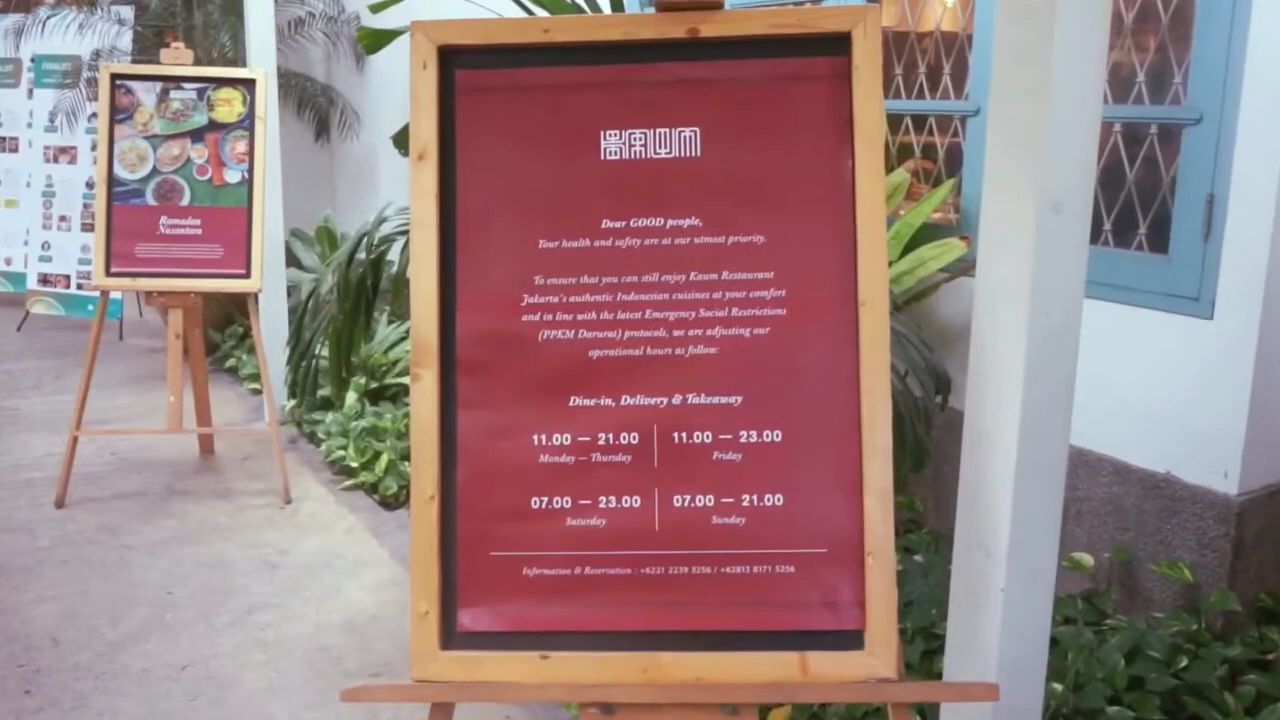 FINALIST
Ramadan
Nusantara
KAUM
Dear GOOD people,
Your health and safety are at our utmost priority.
To ensure that you can still enjoy Kaum Restaurant
Jakarta's authentic Indonesian cuisines at your comfort
and in line with the latest Emergency Social Restrictions
(PPKM Darurat) protocols, we are adjusting our
operational hours as follow:
Dine-in, Delivery & Takeaway
11.00 — 21.00
Monday — Thursday
11.00 — 23.00
Friday
07.00 — 23.00
Saturday
07.00 — 21.00
Sunday
Information & Reservation : +6221 2239 3256 / +62813 8171 5256